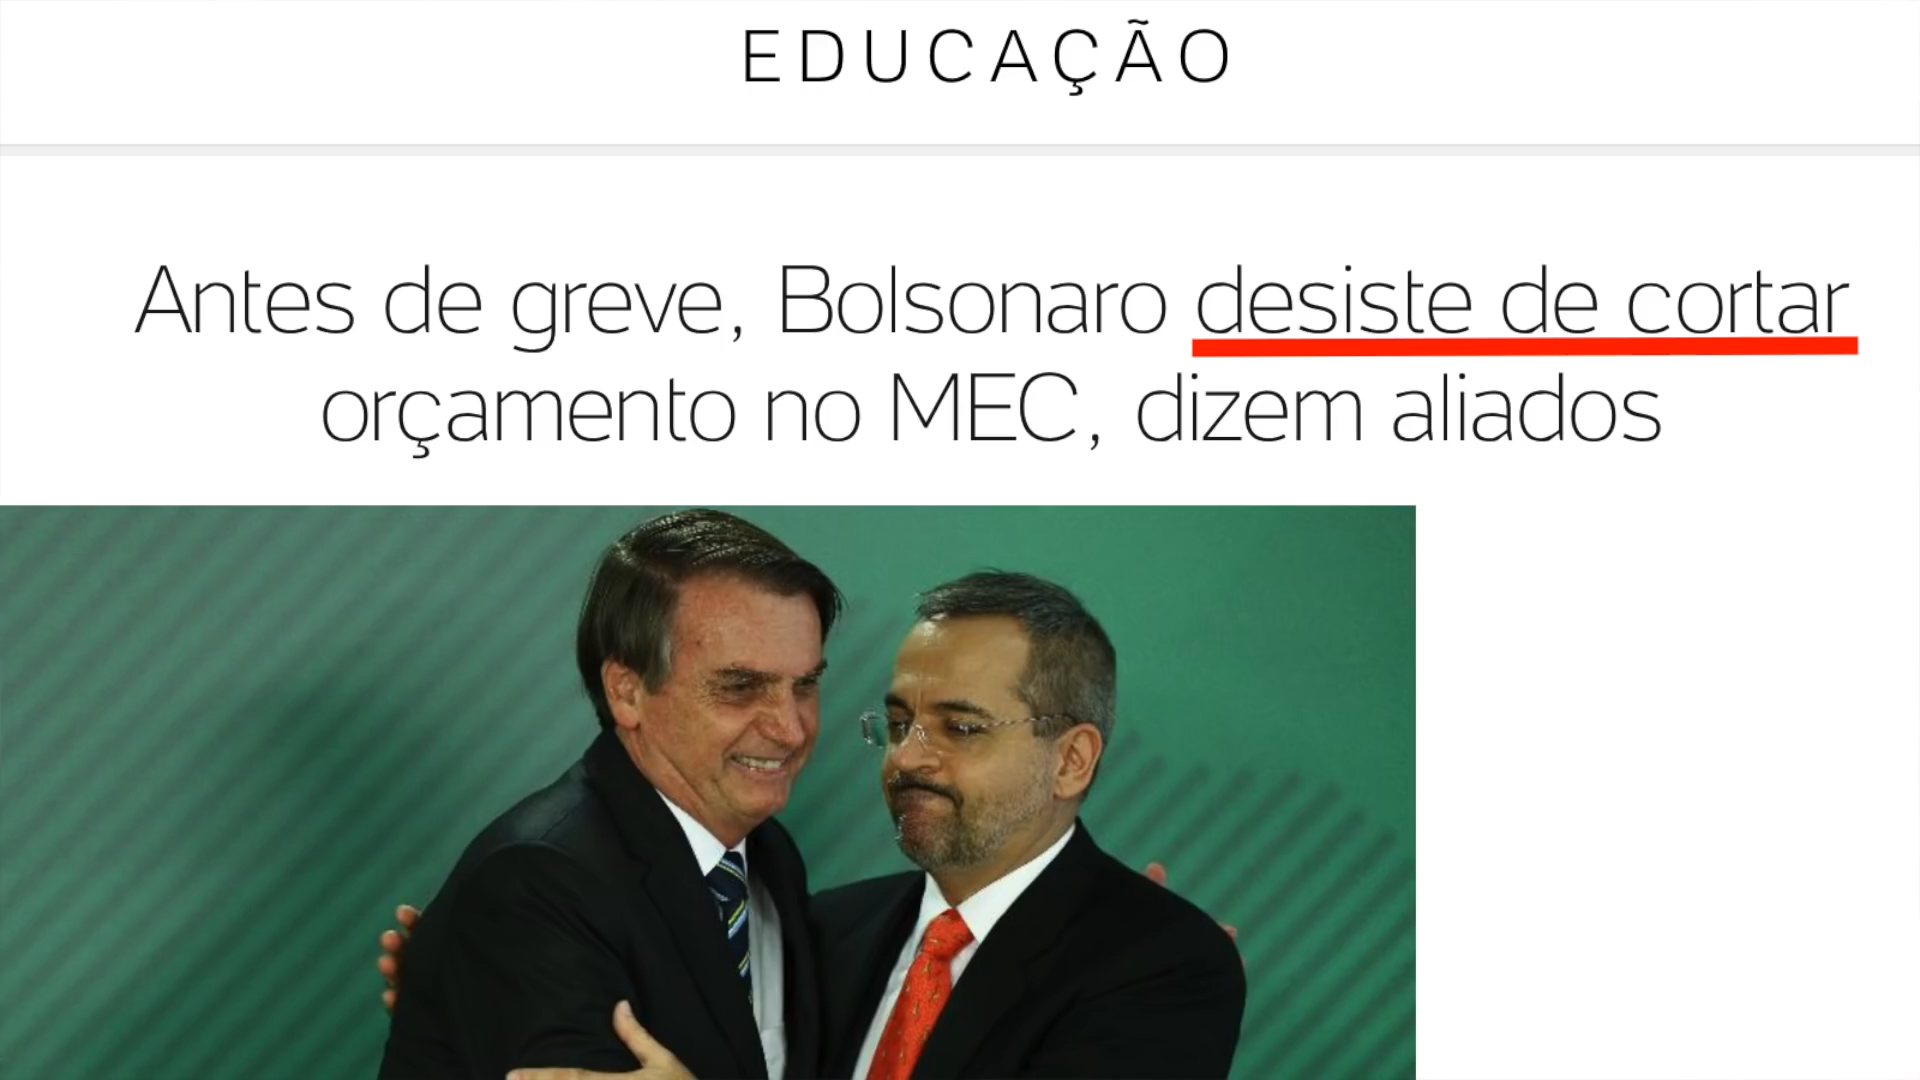 EDUCAÇÃO
Antes de greve, Bolsonaro desiste de cortar
orçamento no MEC, dizem aliados